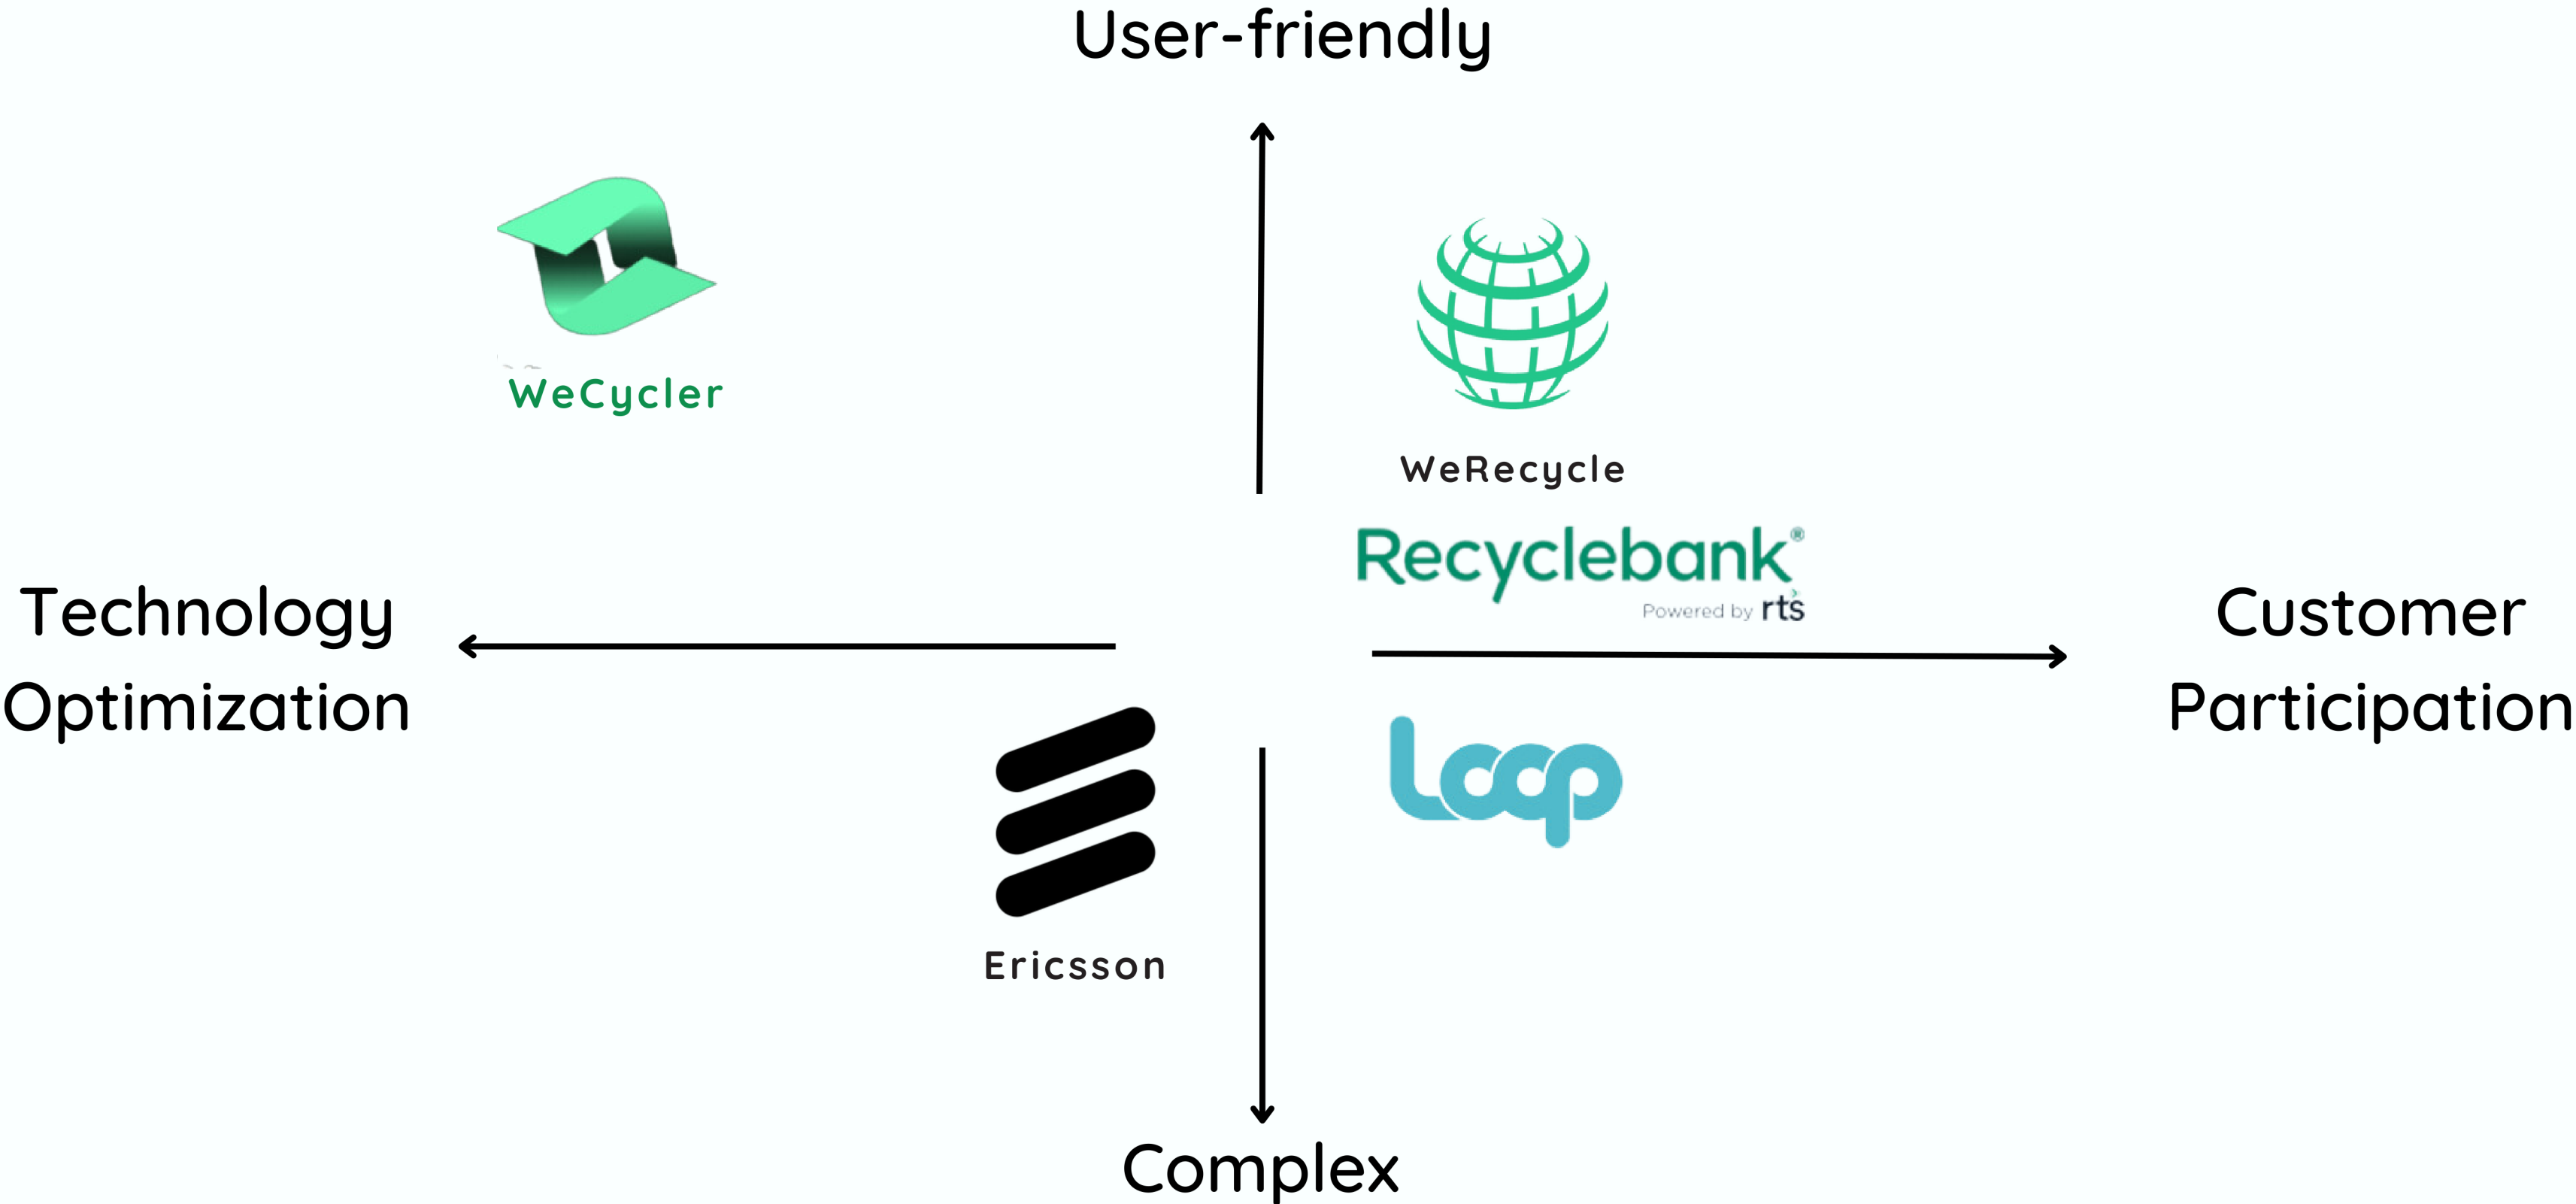 User-friendly
WeCycler
WeRecycle
Recyclebank®
Powered by rts
Technology
Optimization
Customer
Participation
Loop
Ericsson
Complex